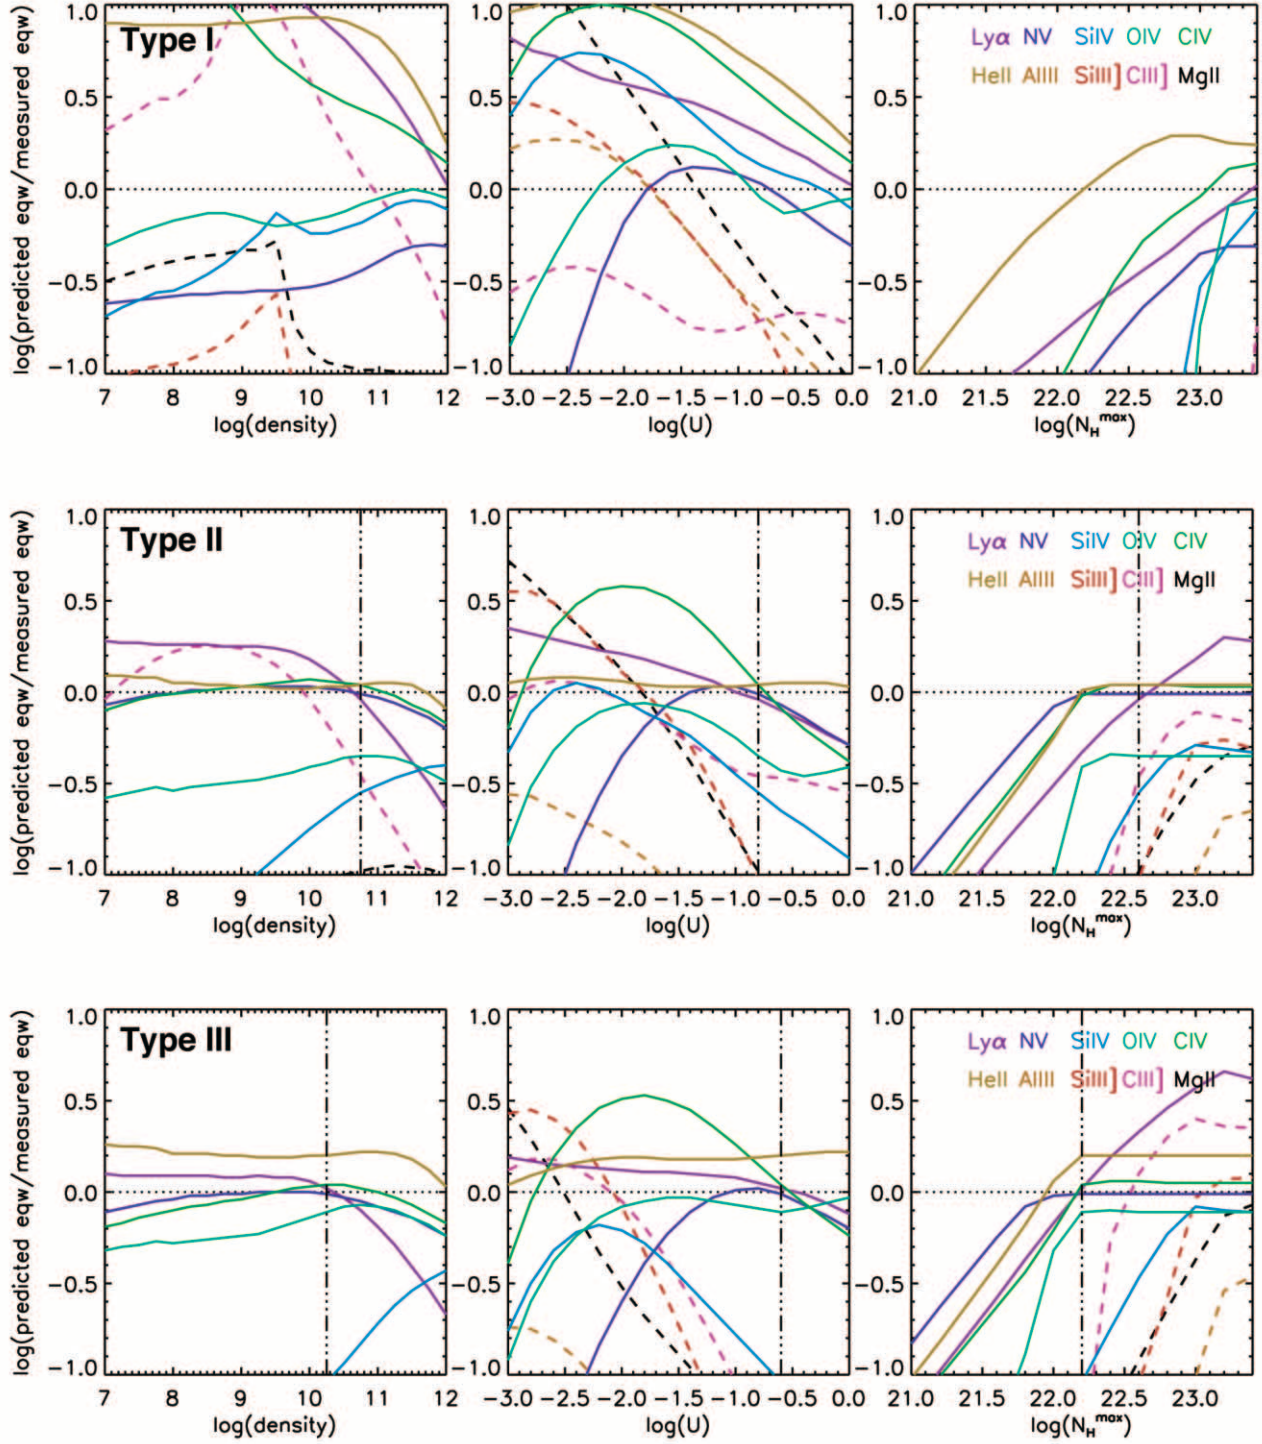 Type I
Lyα NV SiIV OIV CIV
HeII AlIII SiIII] CIII] MgII
log(predicted eqw/measured eqw)
1.0 0.5 0.0 −0.5 −1.0
1.0 0.5 0.0 −0.5 −1.0
1.0 0.5 0.0 −0.5 −1.0
7 8 9 10 11 12
−3.0 −2.5 −2.0 −1.5 −1.0 −0.5 0.0
21.0 21.5 22.0 22.5 23.0
log(density)
log(U)
log(N_H^max)
Type II
Lyα NV SiIV OIV CIV
HeII AlIII SiIII] CIII] MgII
log(predicted eqw/measured eqw)
1.0 0.5 0.0 −0.5 −1.0
1.0 0.5 0.0 −0.5 −1.0
1.0 0.5 0.0 −0.5 −1.0
7 8 9 10 11 12
−3.0 −2.5 −2.0 −1.5 −1.0 −0.5 0.0
21.0 21.5 22.0 22.5 23.0
log(density)
log(U)
log(N_H^max)
Type III
Lyα NV SiIV OIV CIV
HeII AlIII SiIII] CIII] MgII
log(predicted eqw/measured eqw)
1.0 0.5 0.0 −0.5 −1.0
1.0 0.5 0.0 −0.5 −1.0
1.0 0.5 0.0 −0.5 −1.0
7 8 9 10 11 12
−3.0 −2.5 −2.0 −1.5 −1.0 −0.5 0.0
21.0 21.5 22.0 22.5 23.0
log(density)
log(U)
log(N_H^max)